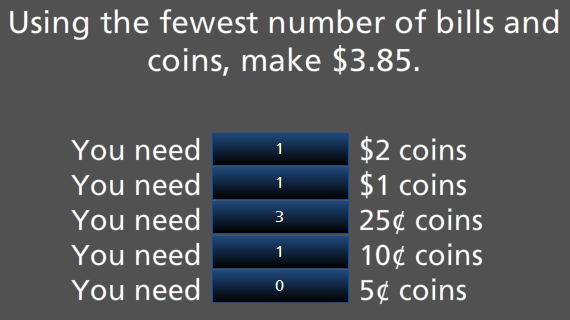 Using the fewest number of bills and
coins, make $3.85.
You need 1 $2 coins
You need 1 $1 coins
You need 3 25¢ coins
You need 1 10¢ coins
You need 0 5¢ coins